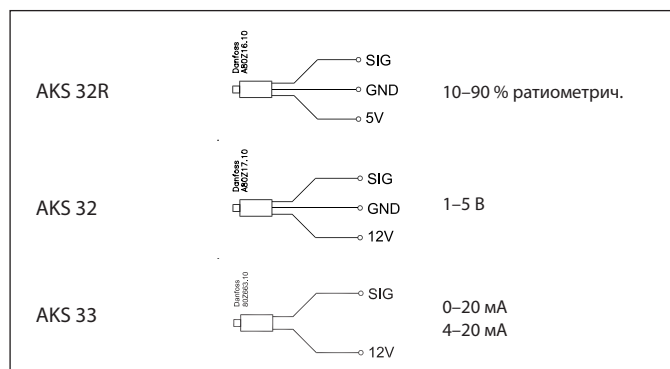 AKS 32R
Danfoss
A80Z16.10
SIG
GND
5V
10–90 % ратиометрич.
AKS 32
Danfoss
A80Z17.10
SIG
GND
12V
1–5 В
AKS 33
Danfoss
80Z663.10
SIG
12V
0–20 мА
4–20 мА